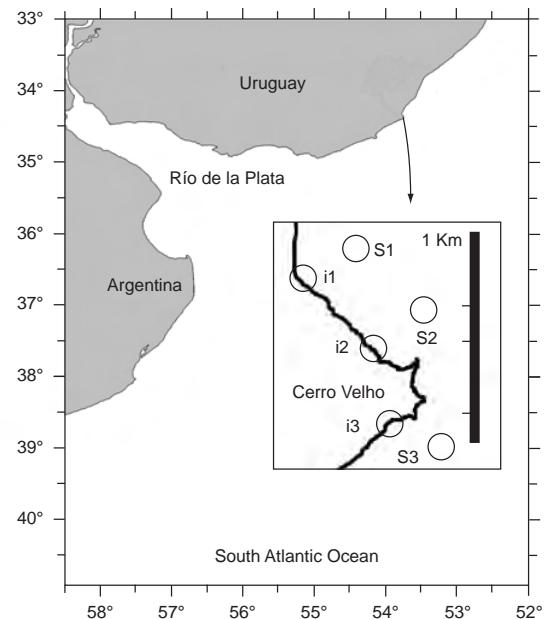 33°
34°
35°
36°
37°
38°
39°
40°
Uruguay
Río de la Plata
Argentina
1 Km
S1
i1
S2
i2
Cerro Velho
i3
S3
South Atlantic Ocean
58° 57° 56° 55° 54° 53° 52°